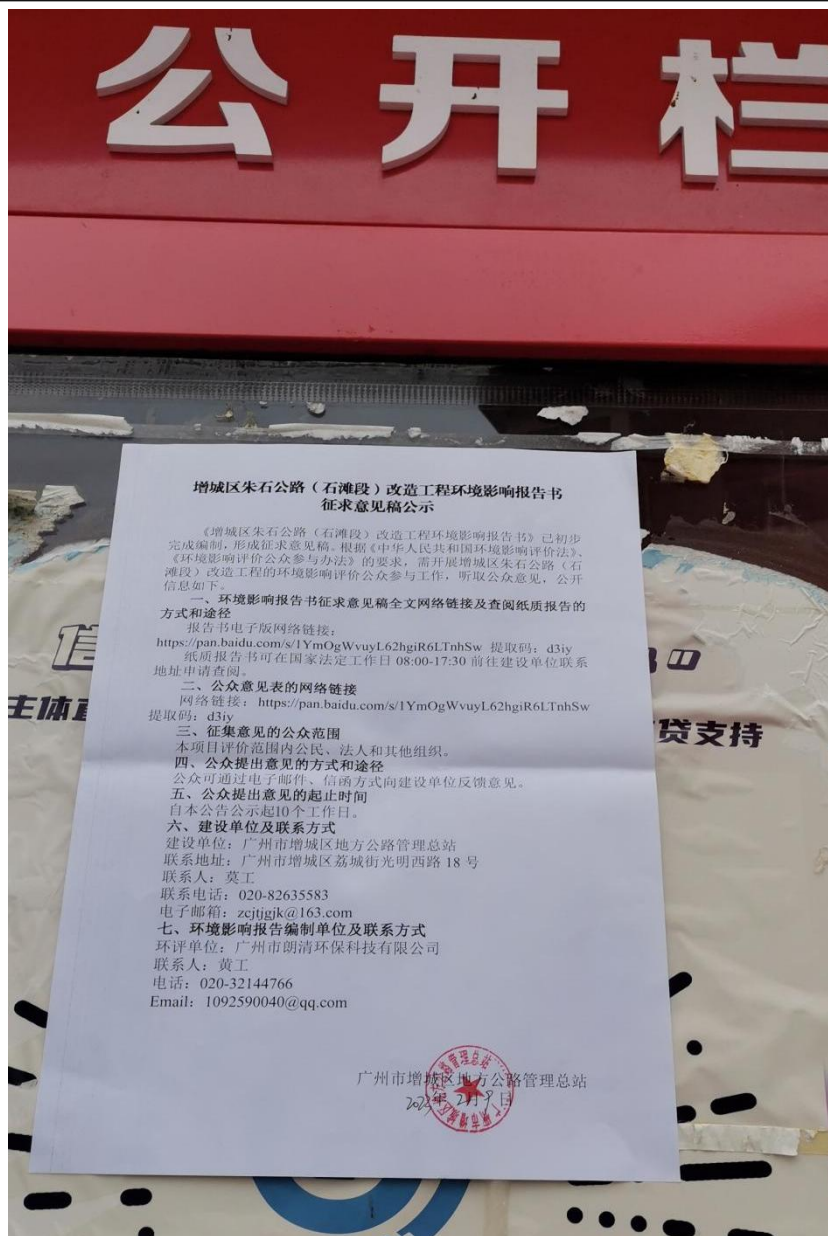 公开栏
增城区朱石公路（石滩段）改造工程环境影响报告书
征求意见稿公示
《增城区朱石公路（石滩段）改造工程环境影响报告书》已初步
完成编制，形成征求意见稿。根据《中华人民共和国环境影响评价法》、
《环境影响评价公众参与办法》的要求，需开展增城区朱石公路（石
滩段）改造工程的环境影响评价公众参与工作，听取公众意见，公开
信息如下。
一、环境影响报告书征求意见稿全文网络链接及查阅纸质报告的
方式和途径
报告书电子版网络链接：
https://pan.baidu.com/s/1YmOgWvuyL62hgiR6LTnhSw 提取码：d3iy
纸质报告书可在国家法定工作日 08:00-17:30 前往建设单位联系
地址申请查阅。
二、公众意见表的网络链接
网络链接：https://pan.baidu.com/s/1YmOgWvuyL62hgiR6LTnhSw
提取码：d3iy
三、征集意见的公众范围
本项目评价范围内公民、法人和其他组织。
四、公众提出意见的方式和途径
公众可通过电子邮件、信函方式向建设单位反馈意见。
五、公众提出意见的起止时间
自本公告公示起10个工作日。
六、建设单位及联系方式
建设单位：广州市增城区地方公路管理总站
联系地址：广州市增城区荔城街光明西路 18 号
联系人：莫工
联系电话：020-82635583
电子邮箱：zcjtjgjk@163.com
七、环境影响报告编制单位及联系方式
环评单位：广州市朗清环保科技有限公司
联系人：黄工
电话：020-32144766
Email：1092590040@qq.com
广州市增城区地方公路管理总站
2023年2月9日
信
主体
贷支持